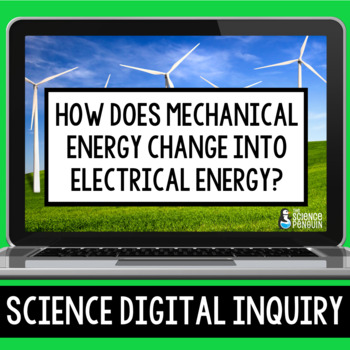 HOW DOES MECHANICAL
ENERGY CHANGE INTO
ELECTRICAL ENERGY?
The
SCIENCE
PENGUIN
SCIENCE DIGITAL INQUIRY